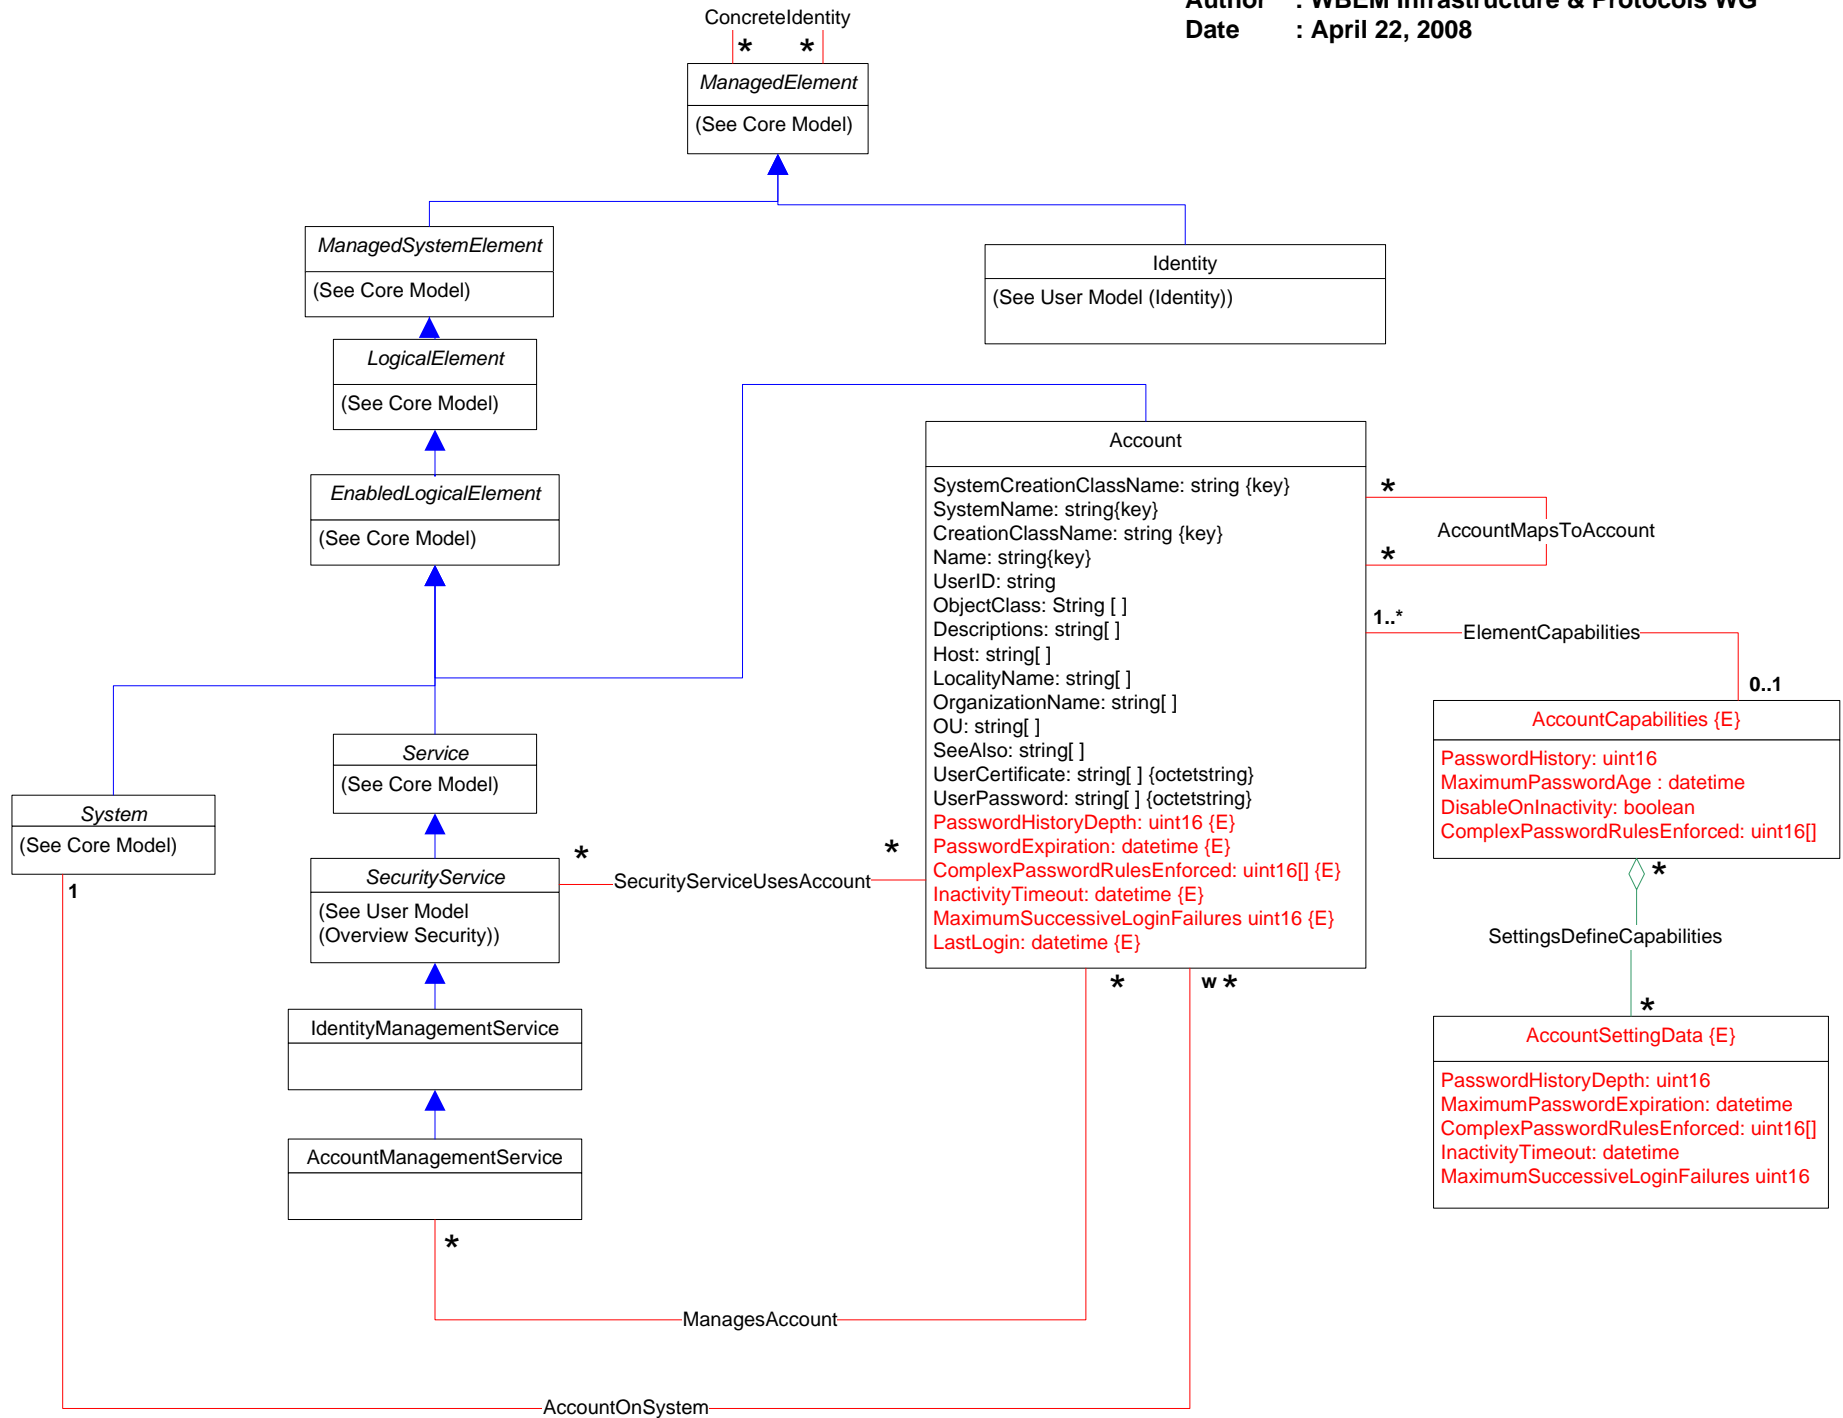 Author : WBEM Infrastructure & Protocols WG
Date : April 22, 2008
ConcreteIdentity
* *
ManagedElement
(See Core Model)
ManagedSystemElement
(See Core Model)
Identity
(See User Model (Identity))
LogicalElement
(See Core Model)
EnabledLogicalElement
(See Core Model)
Account
SystemCreationClassName: string {key}
SystemName: string{key}
CreationClassName: string {key}
Name: string{key}
UserID: string
ObjectClass: String [ ]
Descriptions: string[ ]
Host: string[ ]
LocalityName: string[ ]
OrganizationName: string[ ]
OU: string[ ]
SeeAlso: string[ ]
UserCertificate: string[ ] {octetstring}
UserPassword: string[ ] {octetstring}
PasswordHistoryDepth: uint16 {E}
PasswordExpiration: datetime {E}
ComplexPasswordRulesEnforced: uint16[] {E}
InactivityTimeout: datetime {E}
MaximumSuccessiveLoginFailures uint16 {E}
LastLogin: datetime {E}
*
AccountMapsToAccount
*
1..*
ElementCapabilities
0..1
AccountCapabilities {E}
PasswordHistory: uint16
MaximumPasswordAge : datetime
DisableOnInactivity: boolean
ComplexPasswordRulesEnforced: uint16[]
*
SettingsDefineCapabilities
*
AccountSettingData {E}
PasswordHistoryDepth: uint16
MaximumPasswordExpiration: datetime
ComplexPasswordRulesEnforced: uint16[]
InactivityTimeout: datetime
MaximumSuccessiveLoginFailures uint16
Service
(See Core Model)
System
(See Core Model)
1
SecurityService
(See User Model
(Overview Security))
*
SecurityServiceUsesAccount
*
IdentityManagementService
AccountManagementService
*
ManagesAccount
*
w *
AccountOnSystem